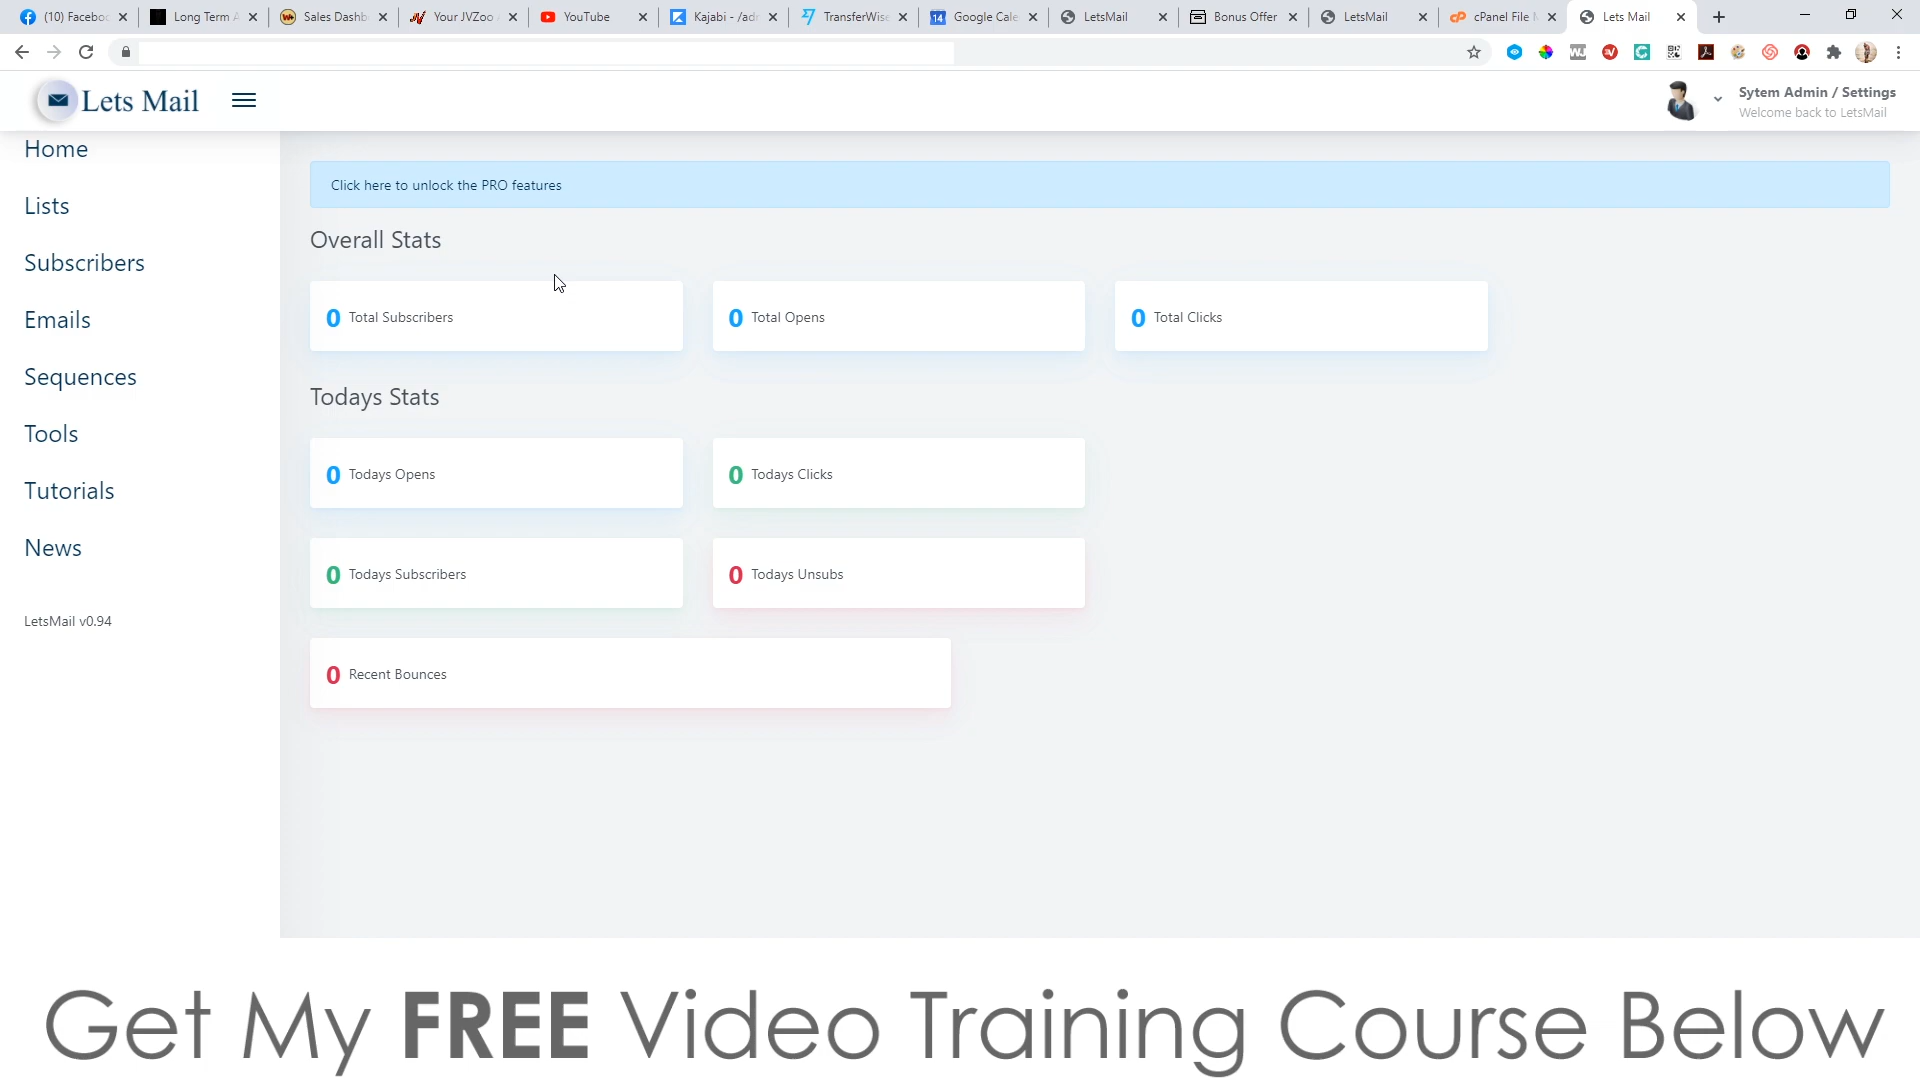 (10) Faceboo
Long Term A
Sales Dashb
Your JVZoo
YouTube
Kajabi - /adm
TransferWise
Google Cale
LetsMail
Bonus Offer
LetsMail
cPanel File M
Lets Mail
Lets Mail
Sytem Admin / Settings
Welcome back to LetsMail
Home
Lists
Subscribers
Emails
Sequences
Tools
Tutorials
News
LetsMail v0.94
Click here to unlock the PRO features
Overall Stats
0 Total Subscribers
0 Total Opens
0 Total Clicks
Todays Stats
0 Todays Opens
0 Todays Clicks
0 Todays Subscribers
0 Todays Unsubs
0 Recent Bounces
Get My FREE Video Training Course Below